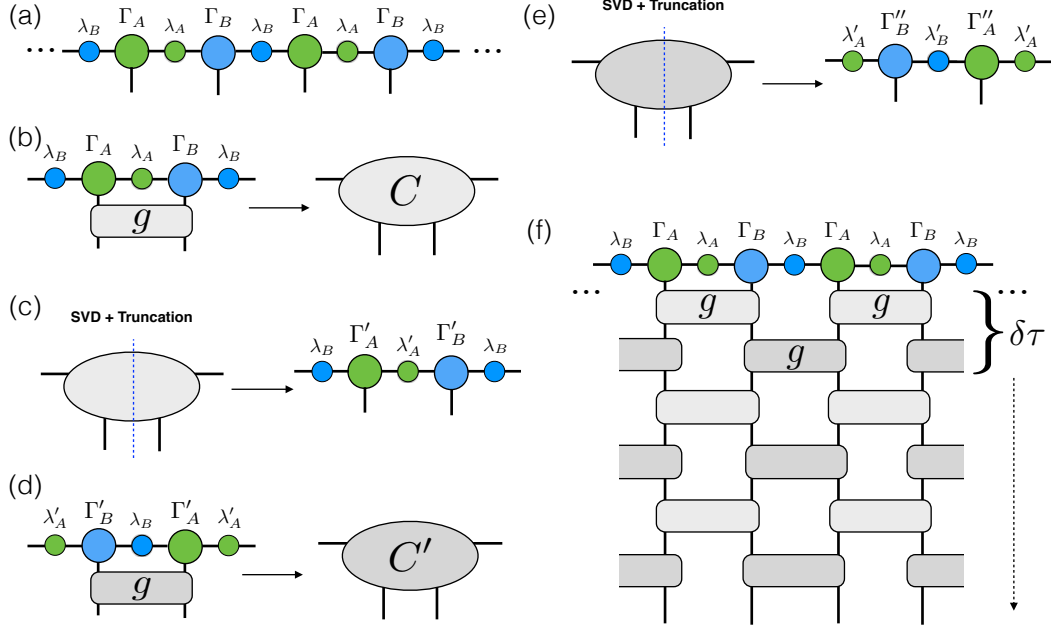 (a)
λ_B Γ_A λ_A Γ_B λ_B Γ_A λ_A Γ_B λ_B
... ...
(b)
λ_B Γ_A λ_A Γ_B λ_B
g
C
(c)
SVD + Truncation
λ_B Γ'_A λ'_A Γ'_B λ_B
(d)
λ'_A Γ'_B λ_B Γ'_A λ'_A
g
C'
(e)
SVD + Truncation
λ'_A Γ''_B λ'_B Γ''_A λ'_A
(f)
λ_B Γ_A λ_A Γ_B λ_B Γ_A λ_A Γ_B λ_B
... ...
g g
g
} δτ